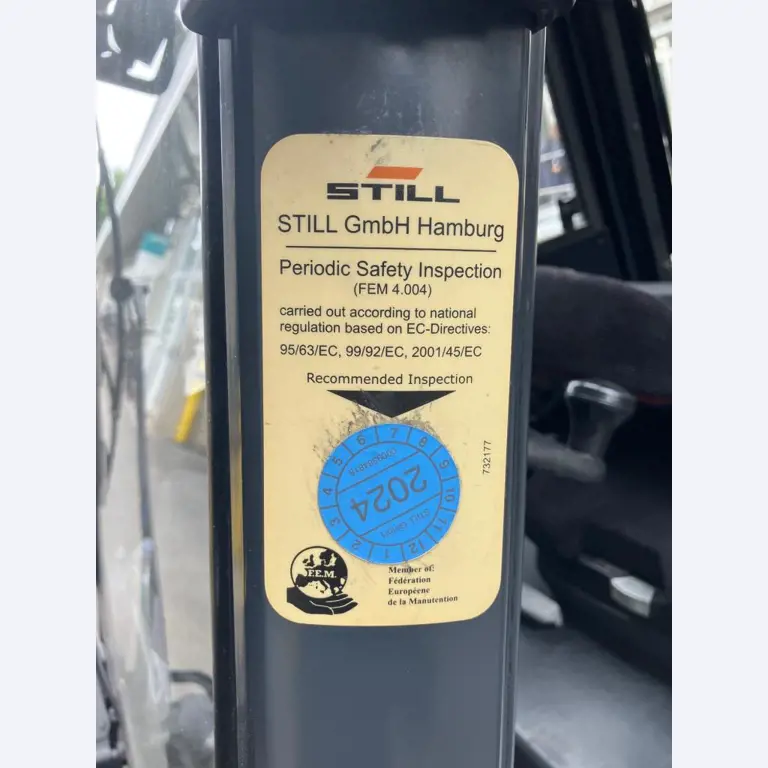 STILL
STILL GmbH Hamburg
Periodic Safety Inspection
(FEM 4.004)
carried out according to national
regulation based on EC-Directives:
95/63/EC, 99/92/EC, 2001/45/EC
Recommended Inspection
1 2 3 4 5 6 7 8 9 10 11 12
2024
STILL GmbH
732177
F.E.M.
Member of:
Fédération
Européene
de la Manutention